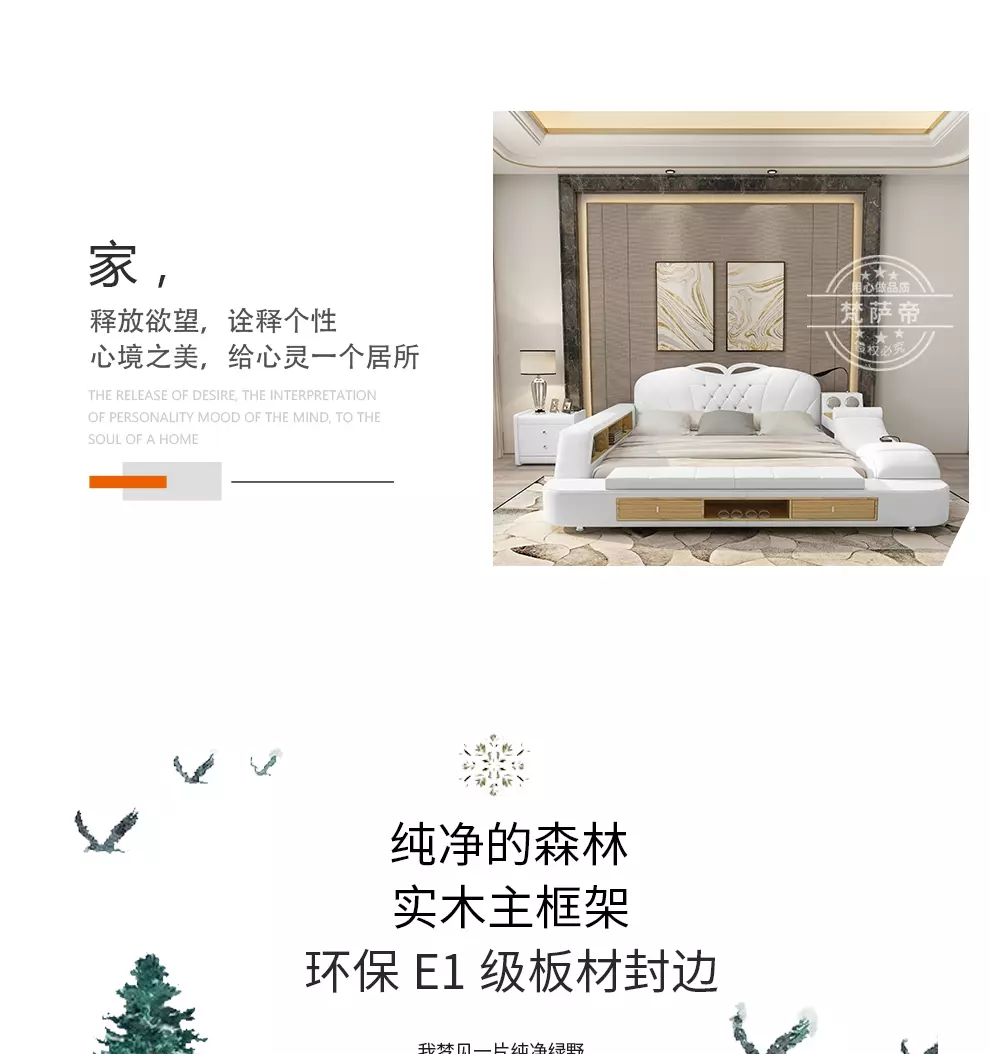 家，
释放欲望，诠释个性
心境之美，给心灵一个居所
THE RELEASE OF DESIRE, THE INTERPRETATION
OF PERSONALITY MOOD OF THE MIND, TO THE
SOUL OF A HOME
用心做品质
梵萨帝
版权必究
纯净的森林
实木主框架
环保 E1 级板材封边
我梦见一片纯净绿野